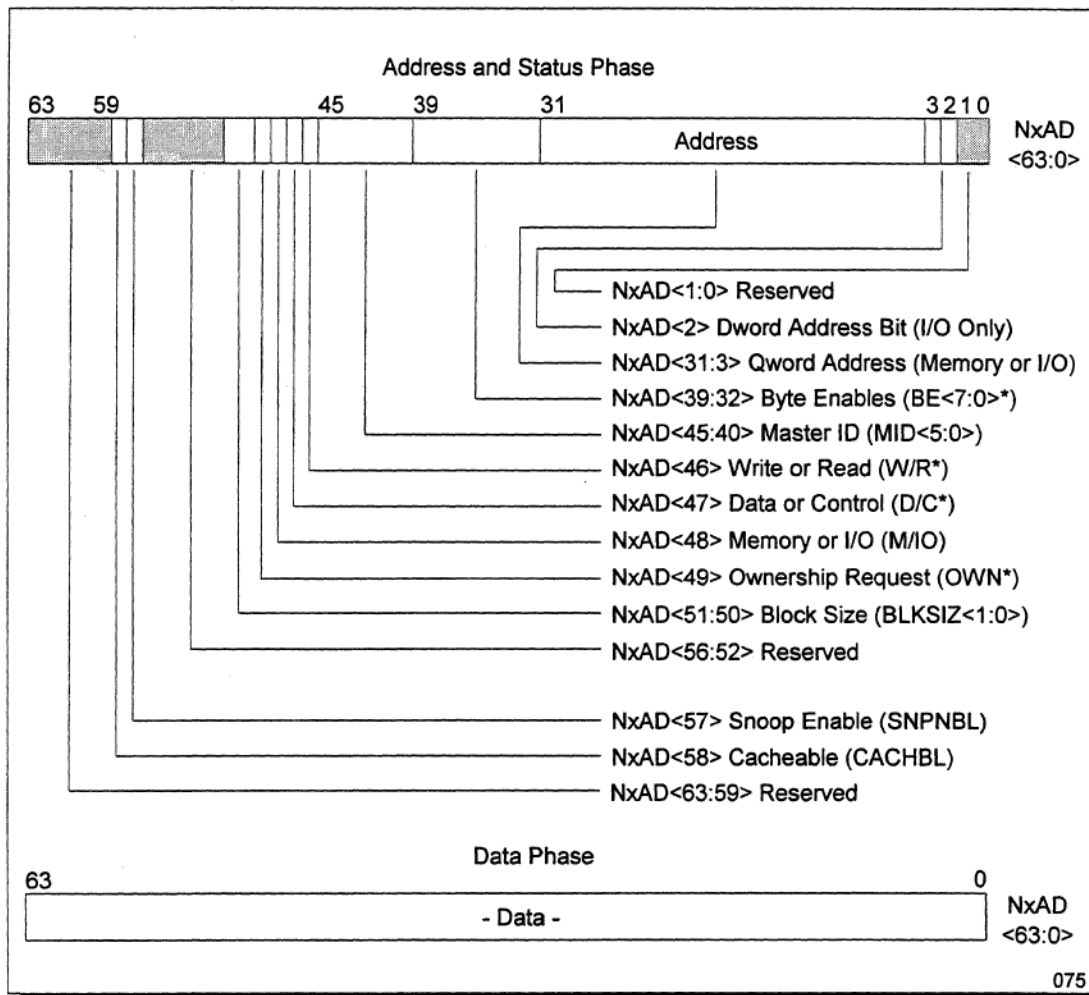 Address and Status Phase
63 59 45 39 31 3 2 1 0
Address
NxAD
<63:0>
NxAD<1:0> Reserved
NxAD<2> Dword Address Bit (I/O Only)
NxAD<31:3> Qword Address (Memory or I/O)
NxAD<39:32> Byte Enables (BE<7:0>*)
NxAD<45:40> Master ID (MID<5:0>)
NxAD<46> Write or Read (W/R*)
NxAD<47> Data or Control (D/C*)
NxAD<48> Memory or I/O (M/IO)
NxAD<49> Ownership Request (OWN*)
NxAD<51:50> Block Size (BLKSIZ<1:0>)
NxAD<56:52> Reserved
NxAD<57> Snoop Enable (SNPNBL)
NxAD<58> Cacheable (CACHBL)
NxAD<63:59> Reserved
Data Phase
63 0
- Data -
NxAD
<63:0>
075